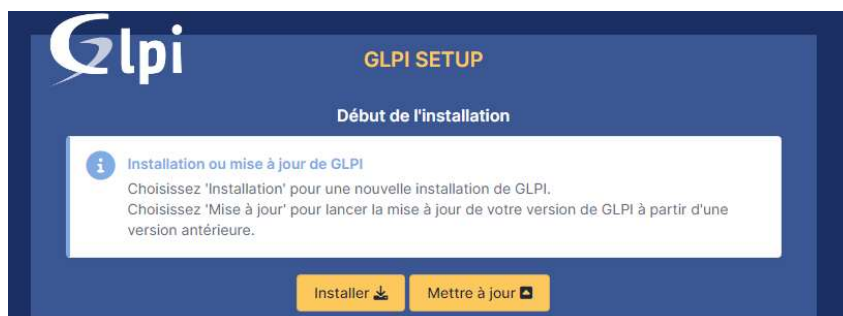 Glpi
GLPI SETUP
Début de l'installation
Installation ou mise à jour de GLPI
Choisissez 'Installation' pour une nouvelle installation de GLPI.
Choisissez 'Mise à jour' pour lancer la mise à jour de votre version de GLPI à partir d'une
version antérieure.
Installer
Mettre à jour